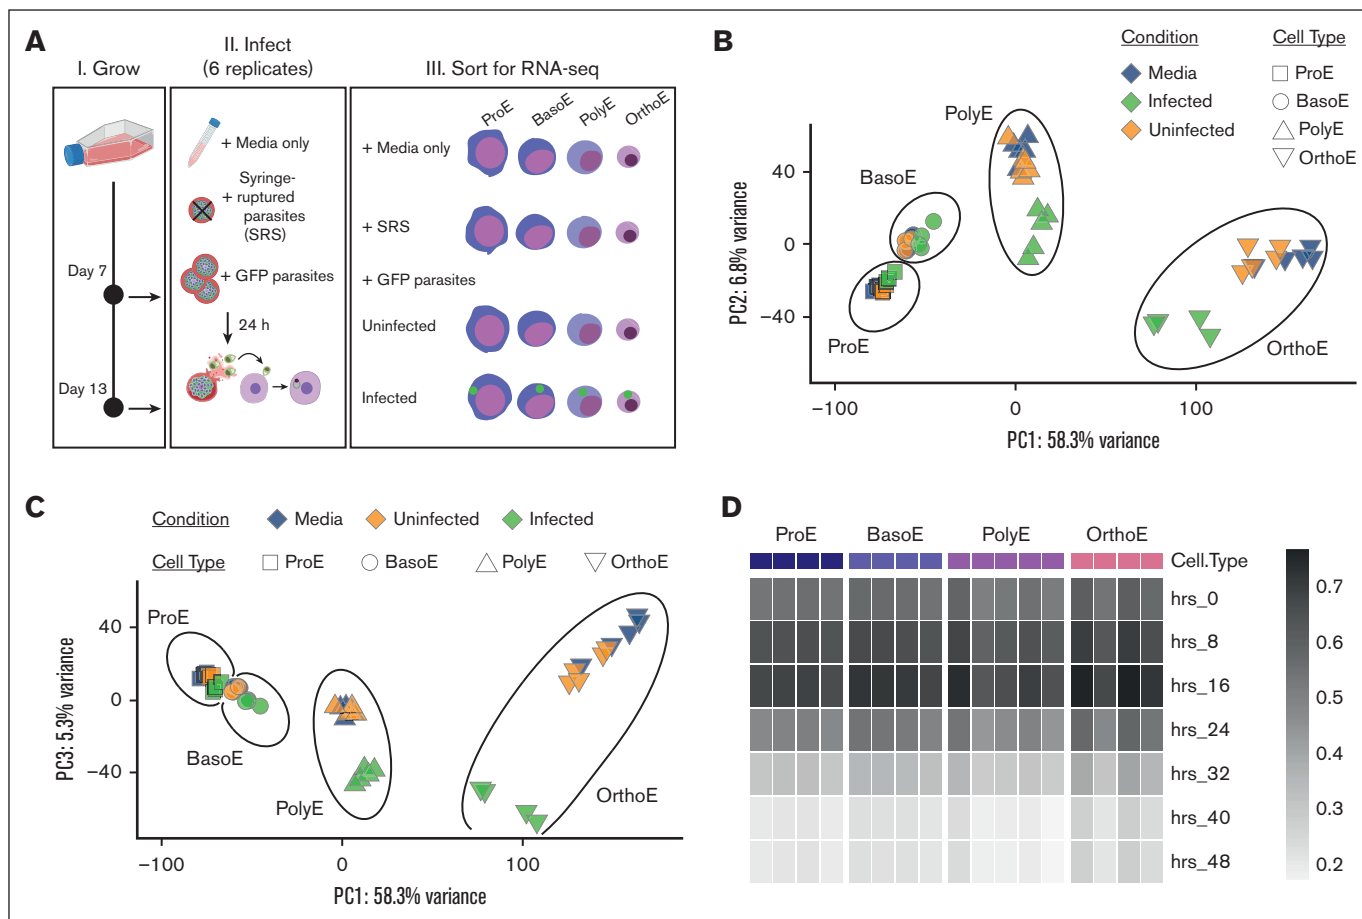 A
I. Grow
II. Infect
(6 replicates)
III. Sort for RNA-seq
Day 7
Day 13
+ Media only
Syringe-
+ ruptured
parasites
(SRS)
+ GFP parasites
24 h
ProE
BasoE
PolyE
OrthoE
+ Media only
+ SRS
+ GFP parasites
Uninfected
Infected
B
Condition
Media
Infected
Uninfected
Cell Type
ProE
BasoE
PolyE
OrthoE
PolyE
BasoE
ProE
OrthoE
PC2: 6.8% variance
40
0
−40
−100
0
100
PC1: 58.3% variance
C
Condition
Media
Uninfected
Infected
Cell Type
ProE
BasoE
PolyE
OrthoE
ProE
BasoE
PolyE
OrthoE
PC3: 5.3% variance
40
0
−40
−100
0
100
PC1: 58.3% variance
D
ProE
BasoE
PolyE
OrthoE
Cell.Type
hrs_0
hrs_8
hrs_16
hrs_24
hrs_32
hrs_40
hrs_48
0.7
0.6
0.5
0.4
0.3
0.2